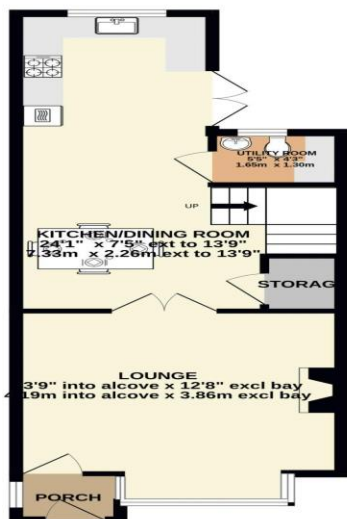 UTILITY ROOM
5'5" x 4'3"
1.65m x 1.30m
UP
KITCHEN/DINING ROOM
24'1" x 7'5" ext to 13'9"
7.33m x 2.26m ext to 13'9"
STORAG
LOUNGE
3'9" into alcove x 12'8" excl bay
4.19m into alcove x 3.86m excl bay
PORCH